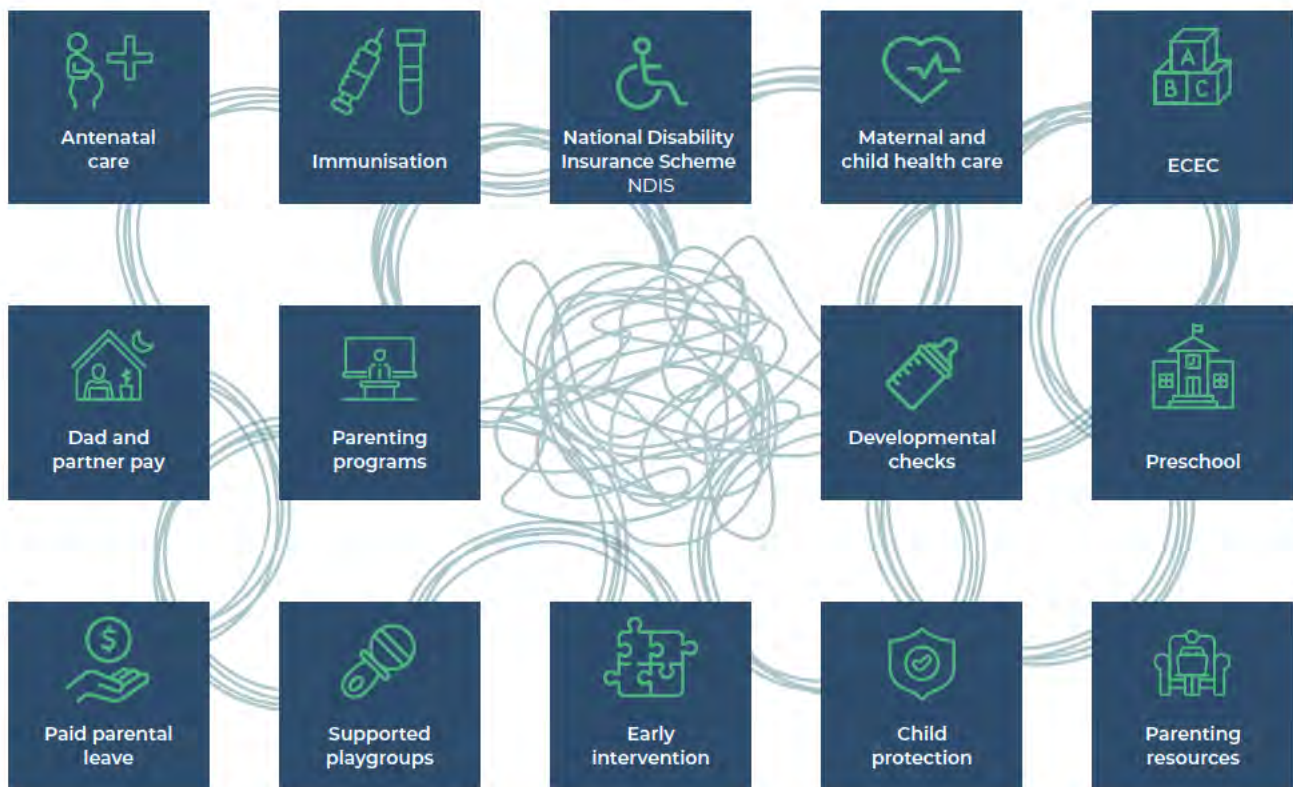 Antenatal
care
Immunisation
National Disability
Insurance Scheme
NDIS
Maternal and
child health care
A
B C
ECEC
Dad and
partner pay
Parenting
programs
Developmental
checks
Preschool
$
Paid parental
leave
Supported
playgroups
Early
intervention
Child
protection
Parenting
resources